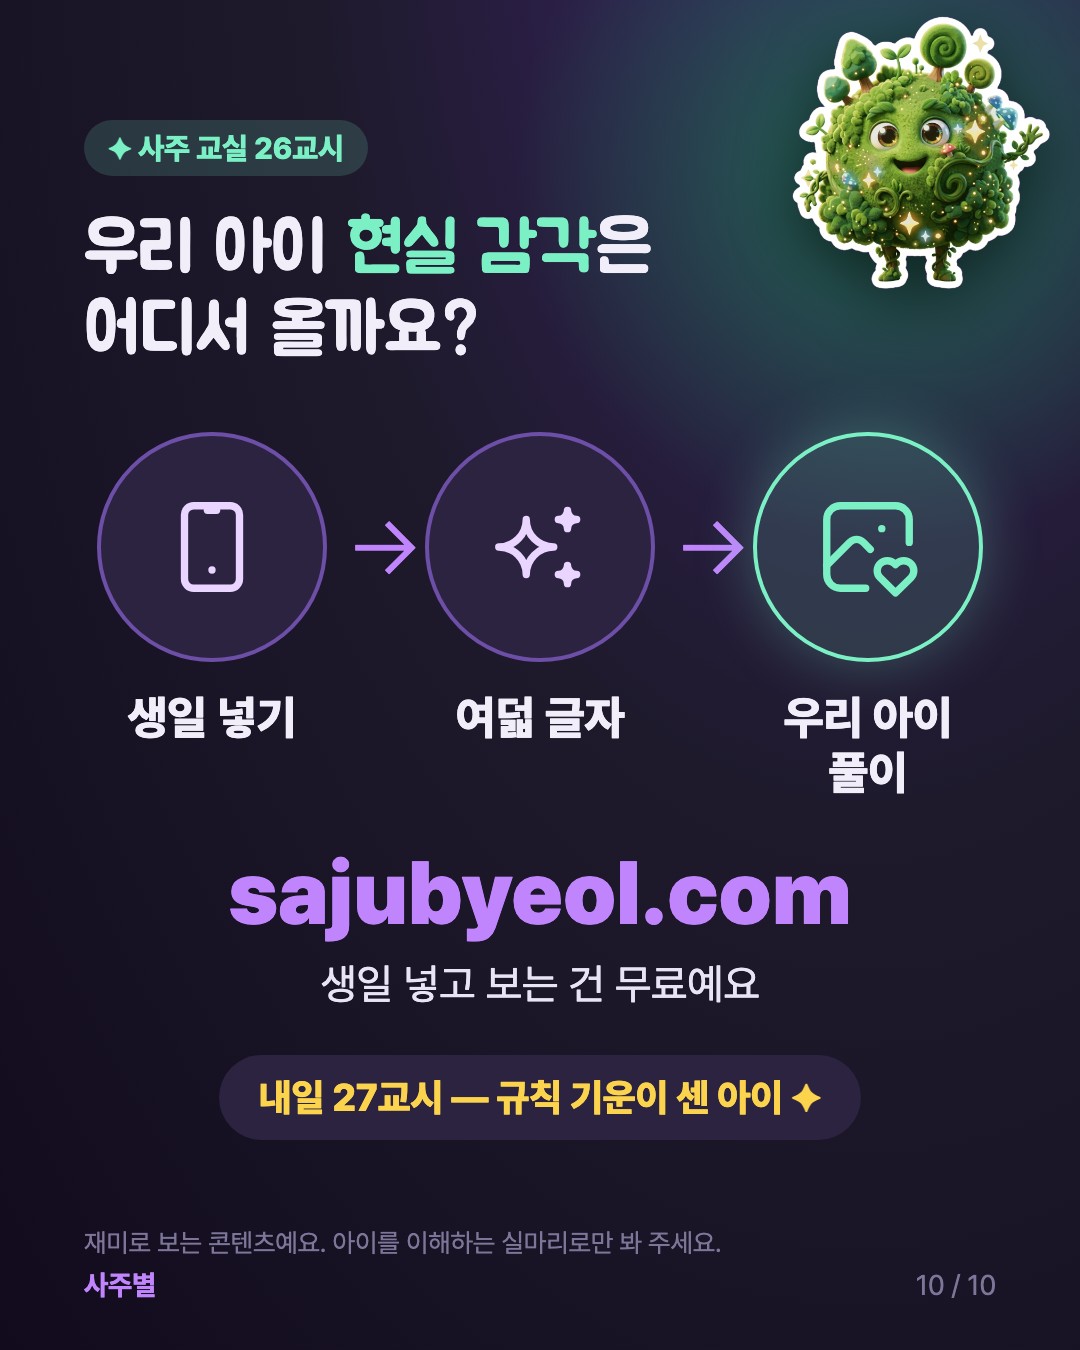 ✦ 사주 교실 26교시
우리 아이 현실 감각은
어디서 올까요?
생일 넣기
여덟 글자
우리 아이
풀이
sajubyeol.com
생일 넣고 보는 건 무료예요
내일 27교시 — 규칙 기운이 센 아이 ✦
재미로 보는 콘텐츠예요. 아이를 이해하는 실마리로만 봐 주세요.
사주별
10 / 10